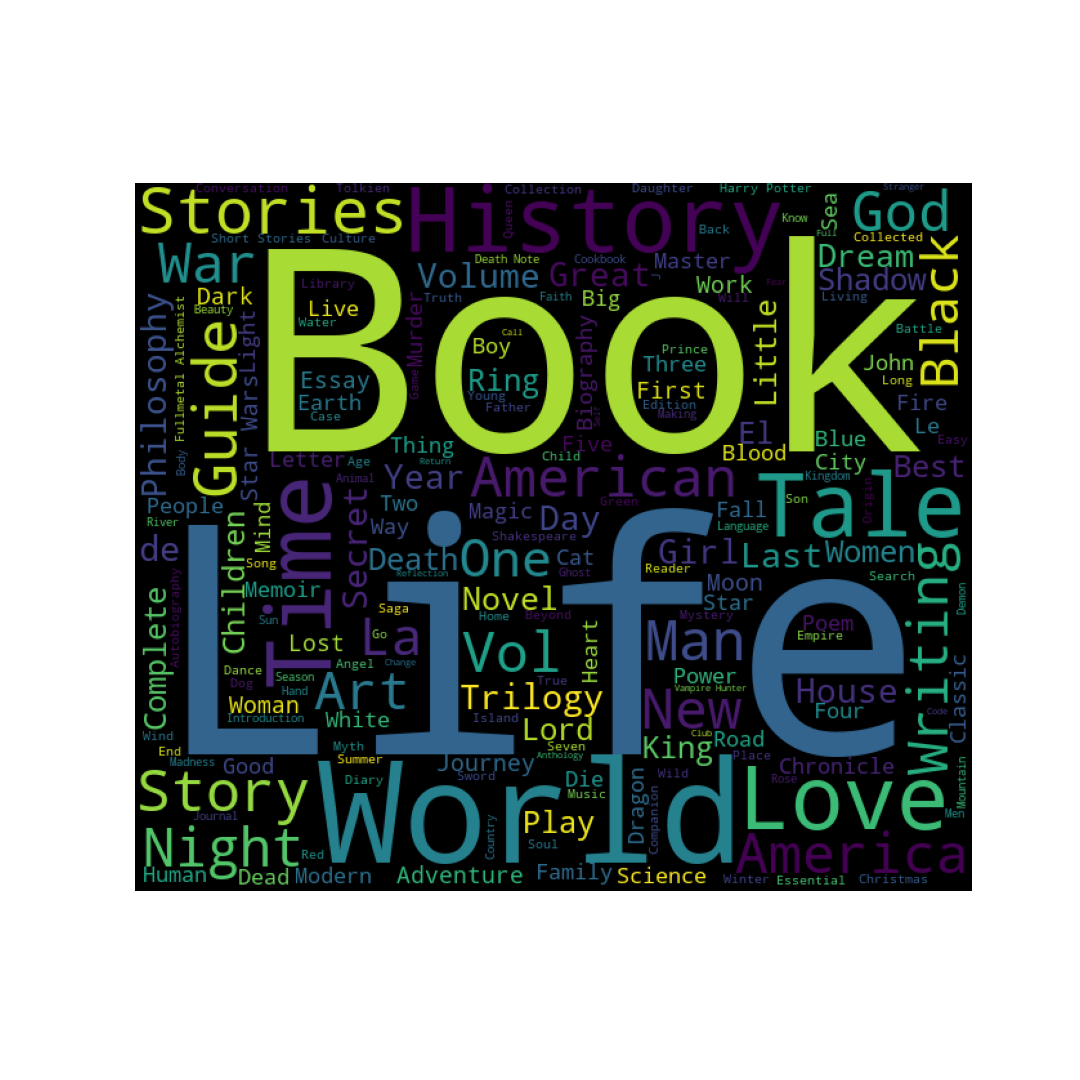 Conversation Tolkien Collection Daughter Harry Potter Stranger
Stories History Queen Know Sea God
Short Stories Culture Back Full Collected
War Death Note Cookbook Master Dream Black
Volume Great Work Shadow
Library Truth Faith Will Fear Living
Dark Live Big Little
Beauty Water Book Battle
Philosophy Fullmetal Alchemist Guide Star Wars Light Murder Game Call Biography Self
Boy Prince John
Essay Ring Three Long
Earth Young First Fire
Case Father Edition Making Le
Thing El Blue Easy
Letter Age Return Child Five Blood City
Body Animal Year American Kingdom Best
People Time Secret Two Green Son Tale Origin
River Mind Way Magic Day Fall Language
Shakespeare
de Song Death One Cat Girl Last Women
Children Reflection Ghost Reader Search
Memoir Life Moon Writing e Demon
Autobiography Sun Saga Novel Star
Home Beyond Mystery Poem
Complete Lost Go La Heart Man Empire
Dance Angel Change Vol
Dog Season True Power House Classic
Hand Art Trilogy Vampire Hunter
Woman New Four Code
Introduction White Island Lord
Wind Myth Seven King Club Road
End Summer Anthology Place
Madness Good Journey Chronicle
Story Diary World Sword Die Wild Rose Love Mountain
Music Dragon Companion
Journal Play Men
Night Red Country Soul America
Human Dead Modern Adventure Family Science Winter Essential Christmas